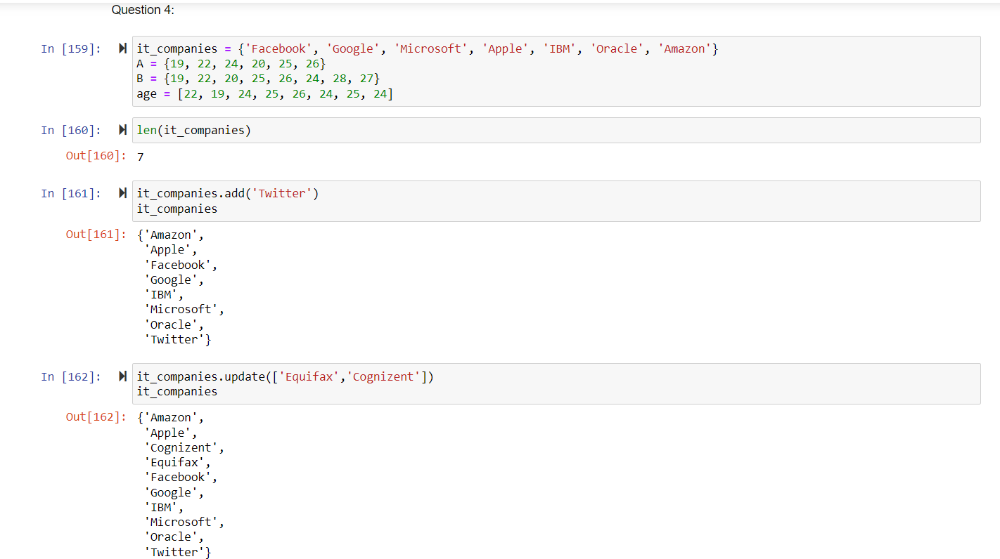 Question 4:
In [159]: it_companies = {'Facebook', 'Google', 'Microsoft', 'Apple', 'IBM', 'Oracle', 'Amazon'}
A = {19, 22, 24, 20, 25, 26}
B = {19, 22, 20, 25, 26, 24, 28, 27}
age = [22, 19, 24, 25, 26, 24, 25, 24]
In [160]: len(it_companies)
Out[160]: 7
In [161]: it_companies.add('Twitter')
it_companies
Out[161]: {'Amazon',
'Apple',
'Facebook',
'Google',
'IBM',
'Microsoft',
'Oracle',
'Twitter'}
In [162]: it_companies.update(['Equifax','Cognizent'])
it_companies
Out[162]: {'Amazon',
'Apple',
'Cognizent',
'Equifax',
'Facebook',
'Google',
'IBM',
'Microsoft',
'Oracle',
'Twitter'}